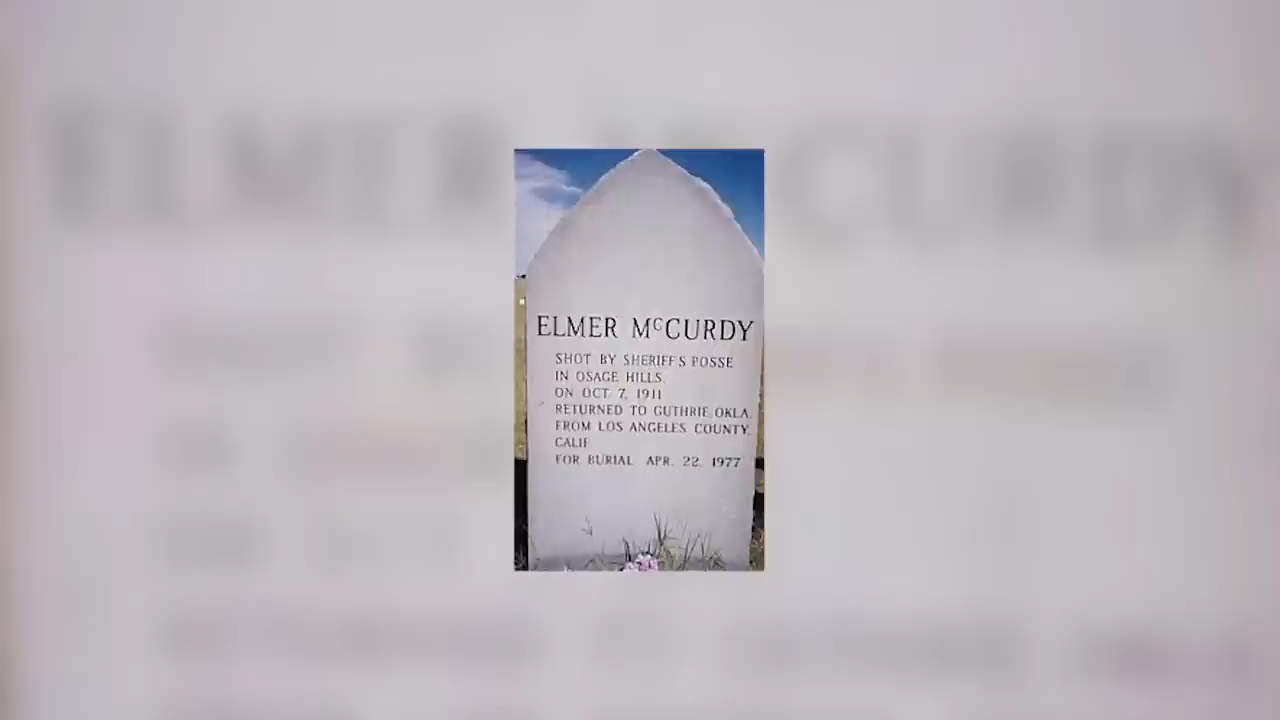 ELMER McCURDY
SHOT BY SHERIFF'S POSSE
IN OSAGE HILLS
ON OCT. 7, 1911
RETURNED TO GUTHRIE, OKLA.
FROM LOS ANGELES COUNTY,
CALIF.
FOR BURIAL APR. 22, 1977